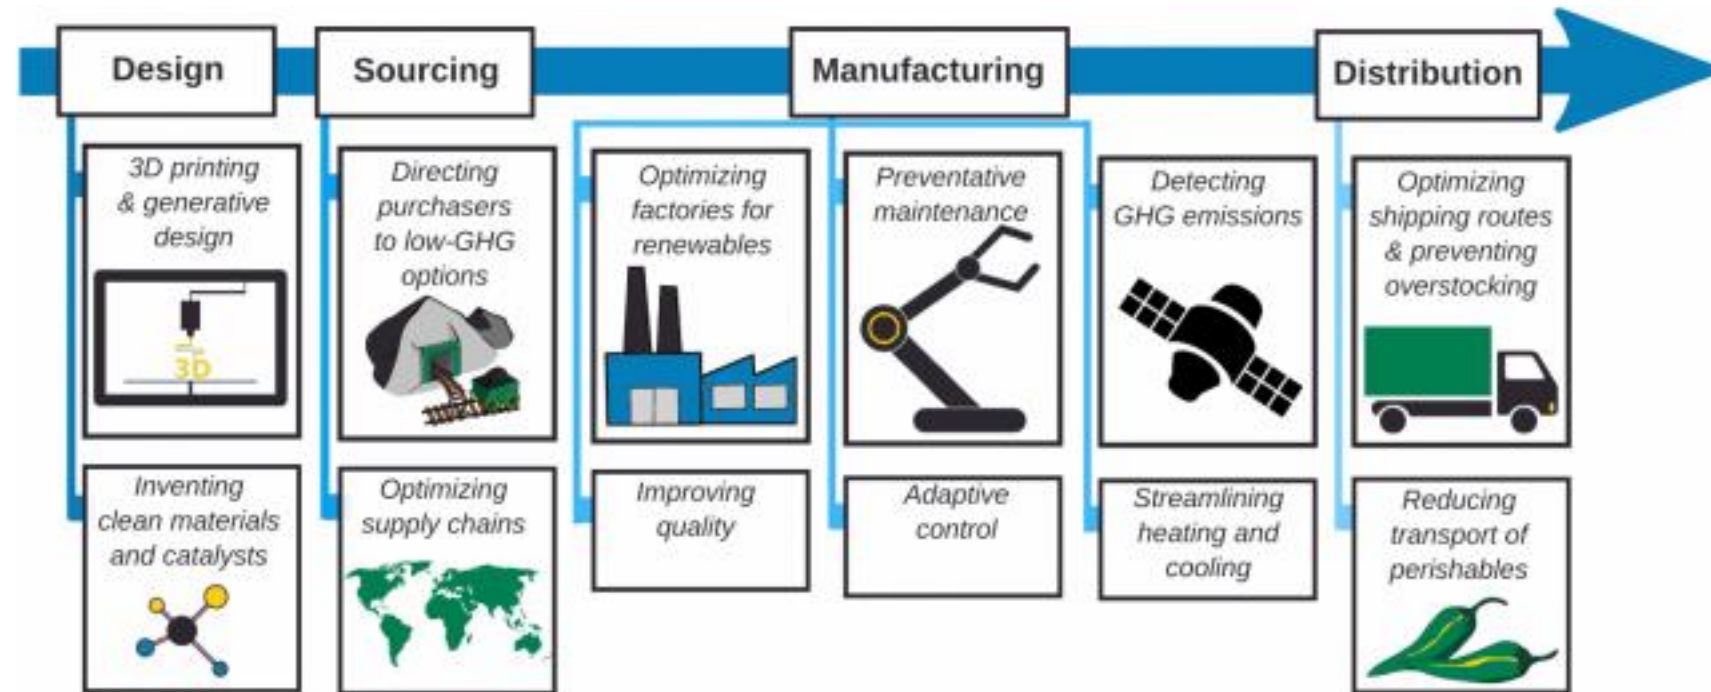 Design
Sourcing
Manufacturing
Distribution
3D printing
& generative
design
3D
Inventing
clean materials
and catalysts
Directing
purchasers
to low-GHG
options
Optimizing
supply chains
Optimizing
factories for
renewables
Improving
quality
Preventative
maintenance
Adaptive
control
Detecting
GHG emissions
Streamlining
heating and
cooling
Optimizing
shipping routes
& preventing
overstocking
Reducing
transport of
perishables